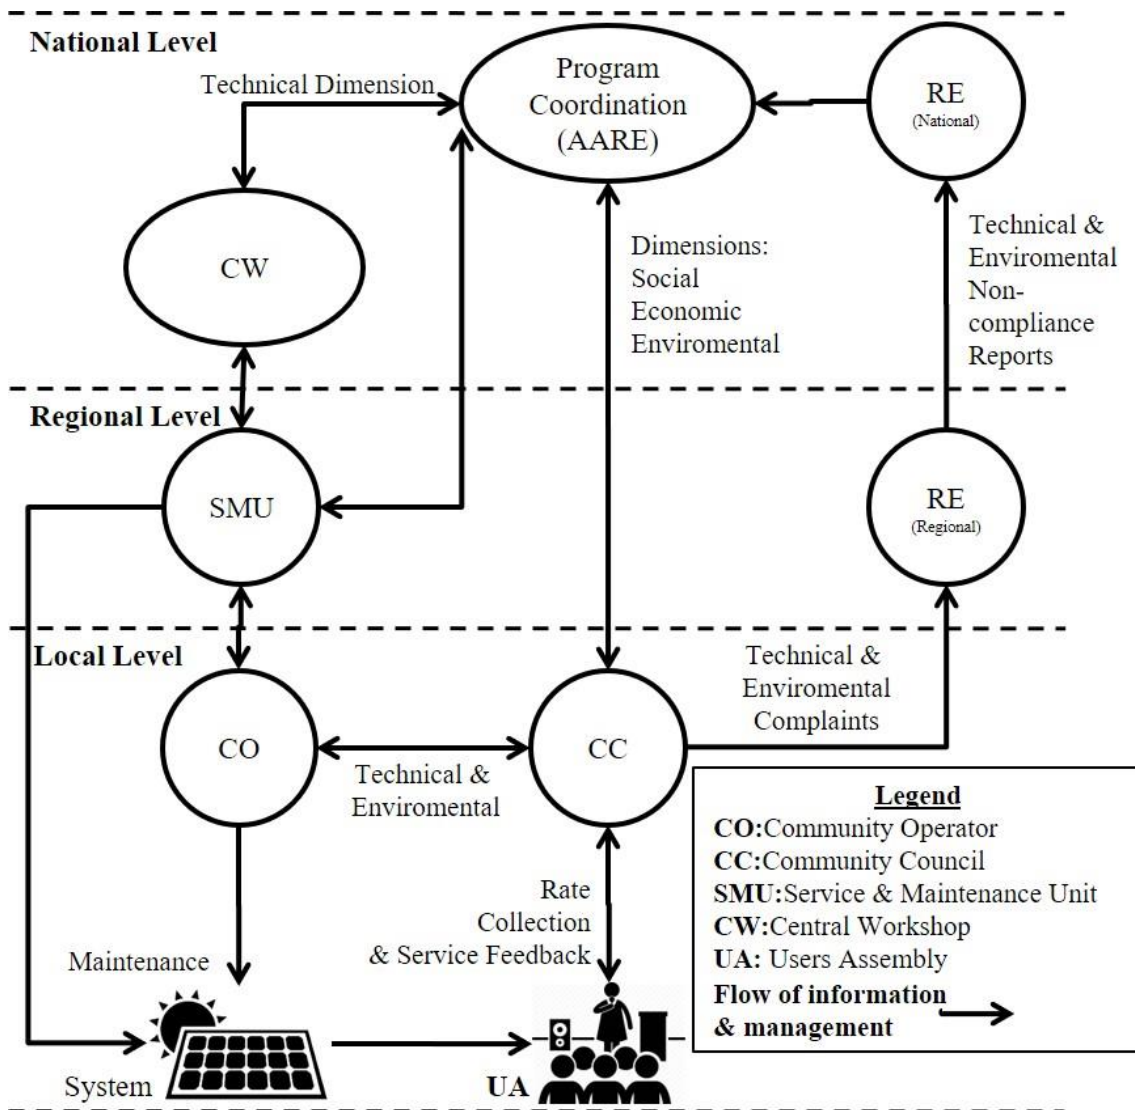 National Level
Technical Dimension
Program
Coordination
(AARE)
RE
(National)
CW
Dimensions:
Social
Economic
Enviromental
Technical &
Enviromental
Non-
compliance
Reports
Regional Level
SMU
RE
(Regional)
Local Level
CO
Technical &
Enviromental
CC
Technical &
Enviromental
Complaints
Rate
Collection
& Service Feedback
Maintenance
System
UA
Legend
CO:Community Operator
CC:Community Council
SMU:Service & Maintenance Unit
CW:Central Workshop
UA: Users Assembly
Flow of information
& management